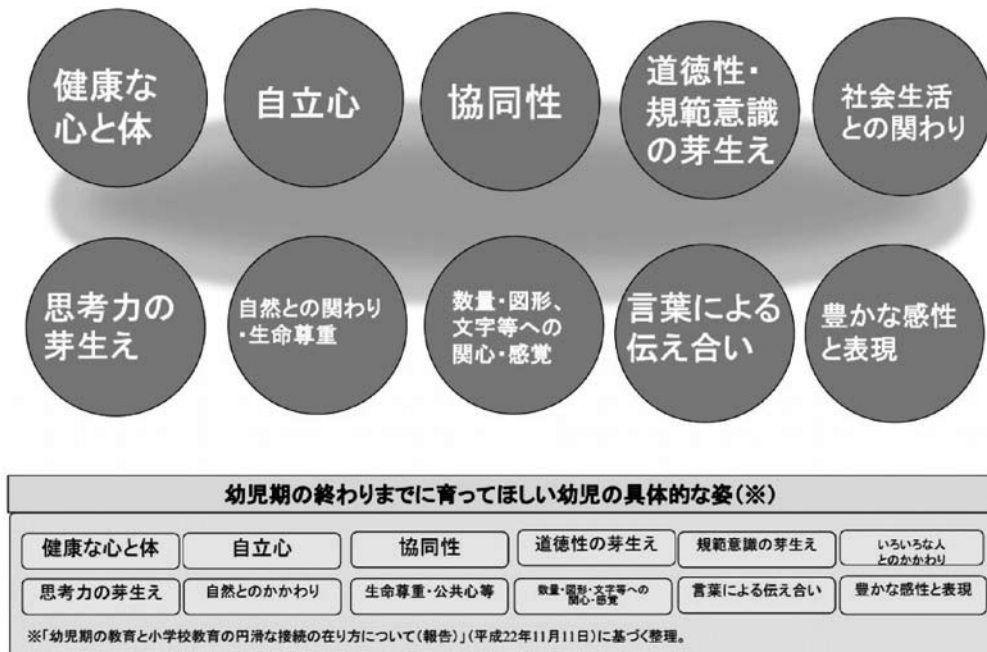 健康な
心と体
自立心
協同性
道徳性・
規範意識
の芽生え
社会生活
との関わり
思考力の
芽生え
自然との関わり
・生命尊重
数量・図形、
文字等への
関心・感覚
言葉による
伝え合い
豊かな感性
と表現
幼児期の終わりまでに育ってほしい幼児の具体的な姿(※)
健康な心と体
自立心
協同性
道徳性の芽生え
規範意識の芽生え
いろいろな人
とのかかわり
思考力の芽生え
自然とのかかわり
生命尊重・公共心等
数量・図形・文字等への
関心・感覚
言葉による伝え合い
豊かな感性と表現
※「幼児期の教育と小学校教育の円滑な接続の在り方について(報告)」(平成22年11月11日)に基づく整理。